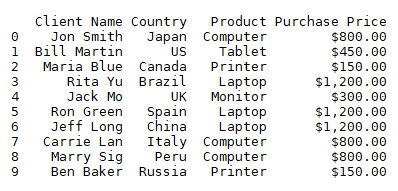 Client Name Country Product Purchase Price
0 Jon Smith Japan Computer $800.00
1 Bill Martin US Tablet $450.00
2 Maria Blue Canada Printer $150.00
3 Rita Yu Brazil Laptop $1,200.00
4 Jack Mo UK Monitor $300.00
5 Ron Green Spain Laptop $1,200.00
6 Jeff Long China Laptop $1,200.00
7 Carrie Lan Italy Computer $800.00
8 Marry Sig Peru Computer $800.00
9 Ben Baker Russia Printer $150.00